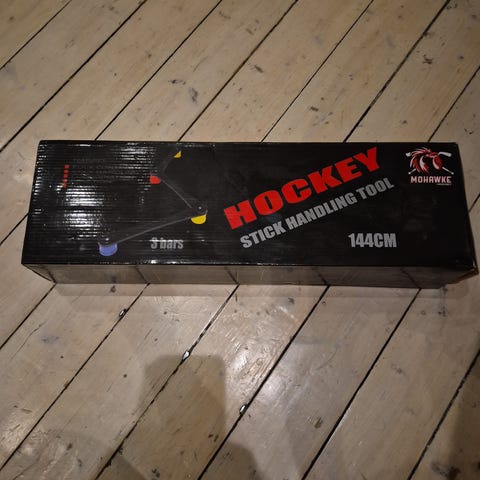 HOCKEY
STICK HANDLING TOOL
3 bars
144CM
MOHAWKE